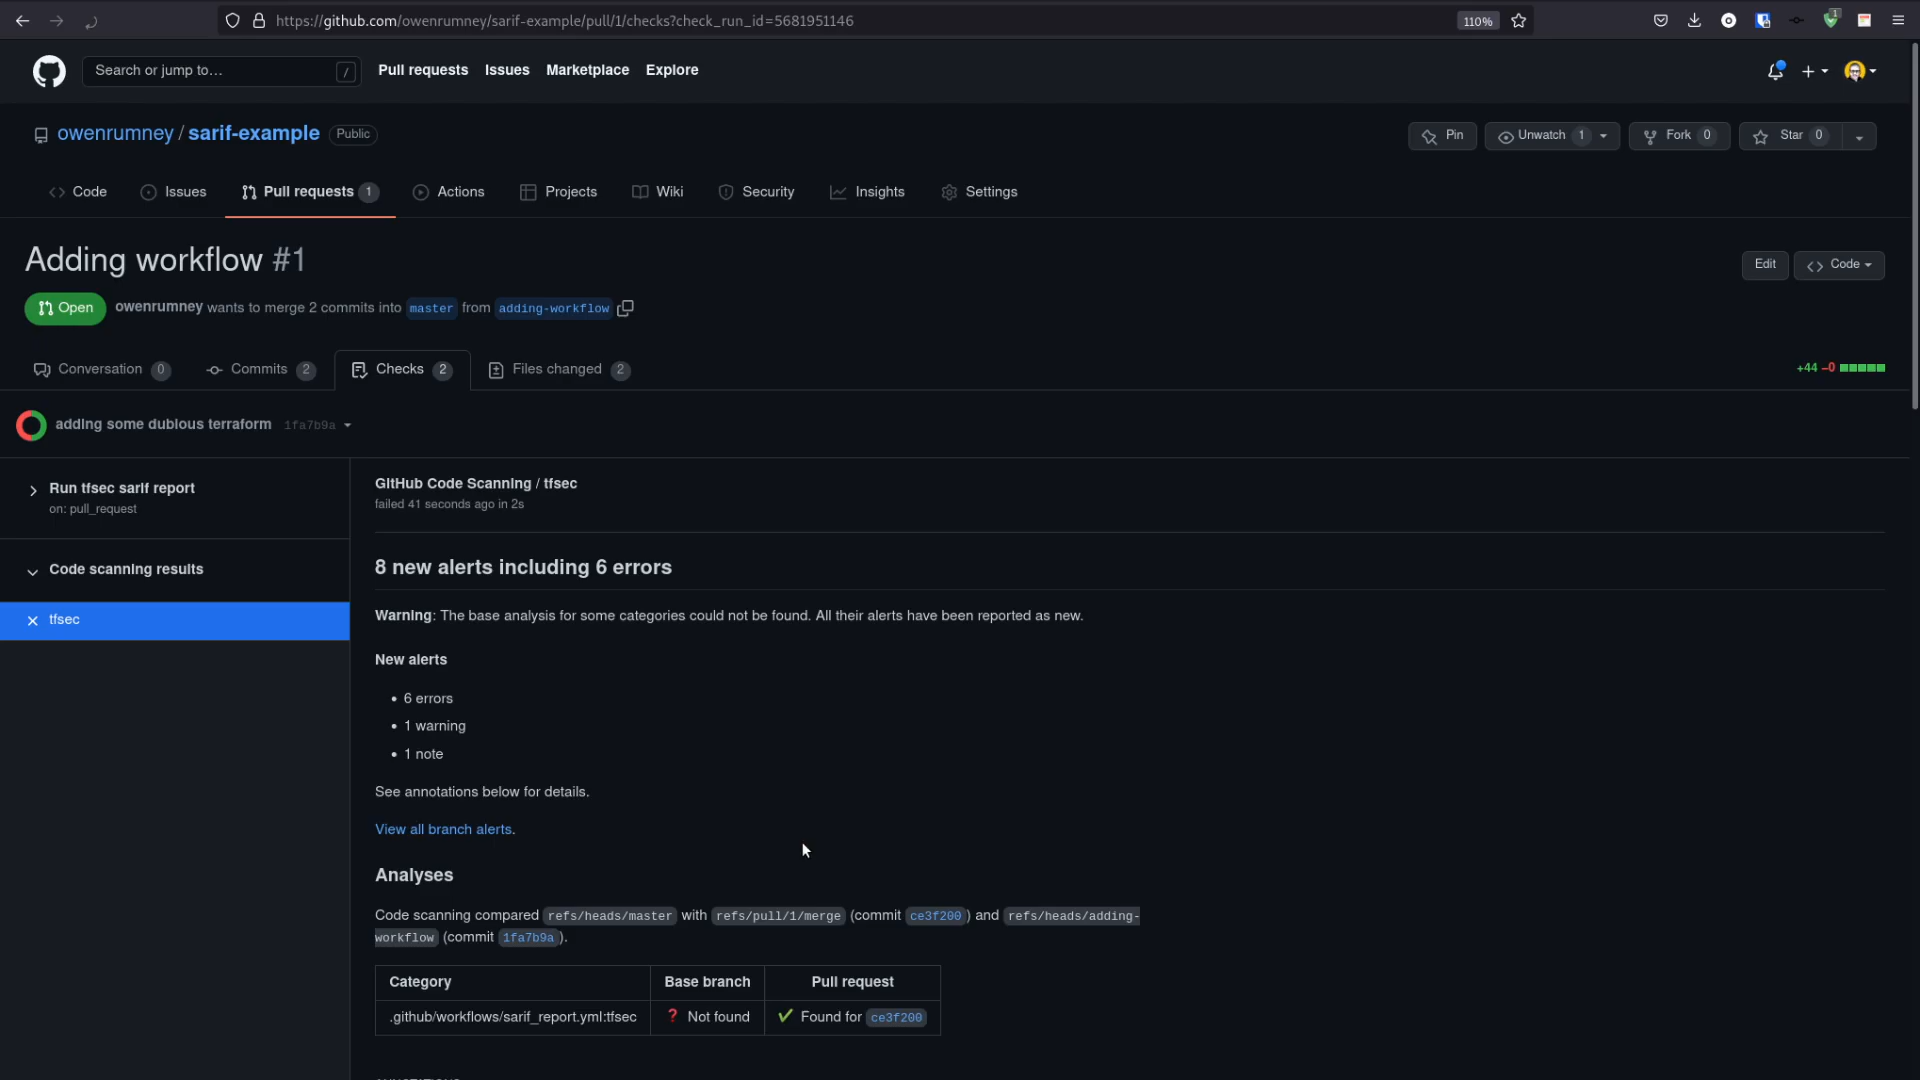 https://github.com/owenrumney/sarif-example/pull/1/checks?check_run_id=5681951146
110%
1
Search or jump to…
/
Pull requests
Issues
Marketplace
Explore
owenrumney / sarif-example
Public
Pin
Unwatch 1
Fork 0
Star 0
Code
Issues
Pull requests 1
Actions
Projects
Wiki
Security
Insights
Settings
Adding workflow #1
Edit
Code
Open
owenrumney wants to merge 2 commits into master from adding-workflow
Conversation 0
Commits 2
Checks 2
Files changed 2
+44 −0
adding some dubious terraform 1fa7b9a
Run tfsec sarif report
on: pull_request
Code scanning results
tfsec
GitHub Code Scanning / tfsec
failed 41 seconds ago in 2s
8 new alerts including 6 errors
Warning: The base analysis for some categories could not be found. All their alerts have been reported as new.
New alerts
• 6 errors
• 1 warning
• 1 note
See annotations below for details.
View all branch alerts.
Analyses
Code scanning compared refs/heads/master with refs/pull/1/merge (commit ce3f200) and refs/heads/adding-
workflow (commit 1fa7b9a).
Category Base branch Pull request
.github/workflows/sarif_report.yml:tfsec ❓ Not found ✔ Found for ce3f200